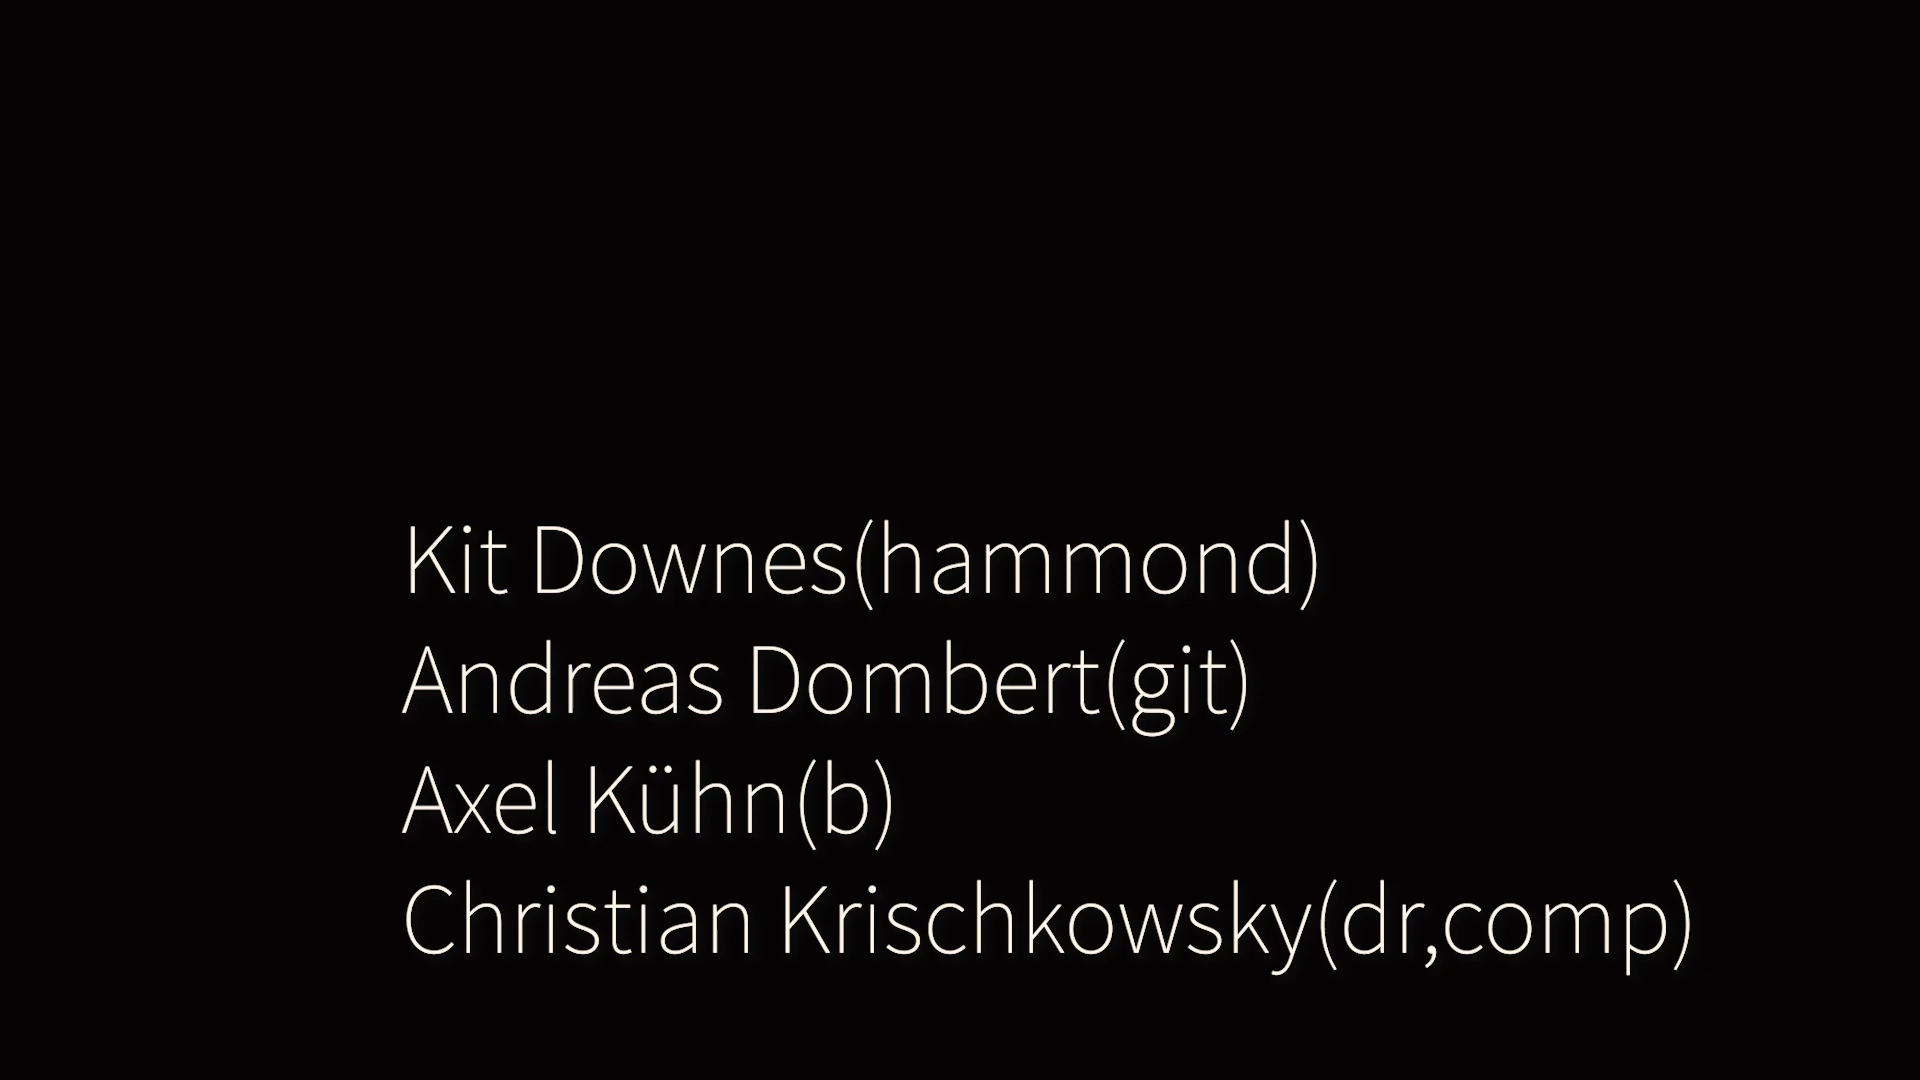 Kit Downes(hammond)
Andreas Dombert(git)
Axel Kühn(b)
Christian Krischkowsky(dr,comp)